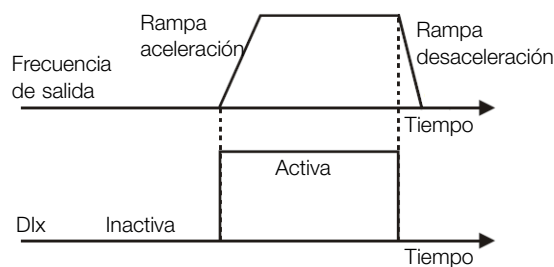 Rampa
aceleración
Rampa
desaceleración
Frecuencia
de salida
Tiempo
Activa
DIx
Inactiva
Tiempo